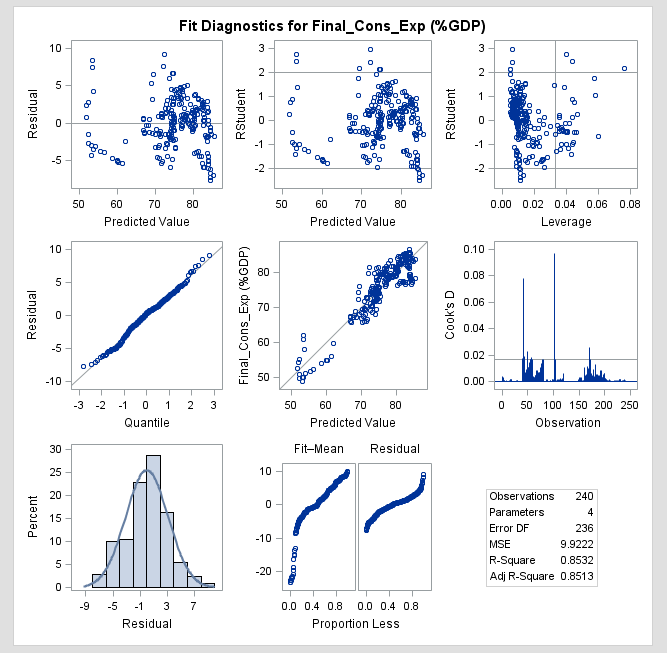 Fit Diagnostics for Final_Cons_Exp (%GDP)
Residual
10
5
0
-5
50 60 70 80
Predicted Value
RStudent
3
2
1
0
-1
-2
50 60 70 80
Predicted Value
RStudent
3
2
1
0
-1
-2
0.00 0.02 0.04 0.06 0.08
Leverage
Residual
10
5
0
-5
-10
-3 -2 -1 0 1 2 3
Quantile
Final_Cons_Exp (%GDP)
80
70
60
50
50 60 70 80
Predicted Value
Cook's D
0.10
0.08
0.06
0.04
0.02
0.00
0 50 100 150 200 250
Observation
Percent
30
25
20
15
10
5
0
-9 -5 -1 3 7
Residual
Fit–Mean Residual
10
0
-10
-20
0.0 0.4 0.8 0.0 0.4 0.8
Proportion Less
Observations 240
Parameters 4
Error DF 236
MSE 9.9222
R-Square 0.8532
Adj R-Square 0.8513